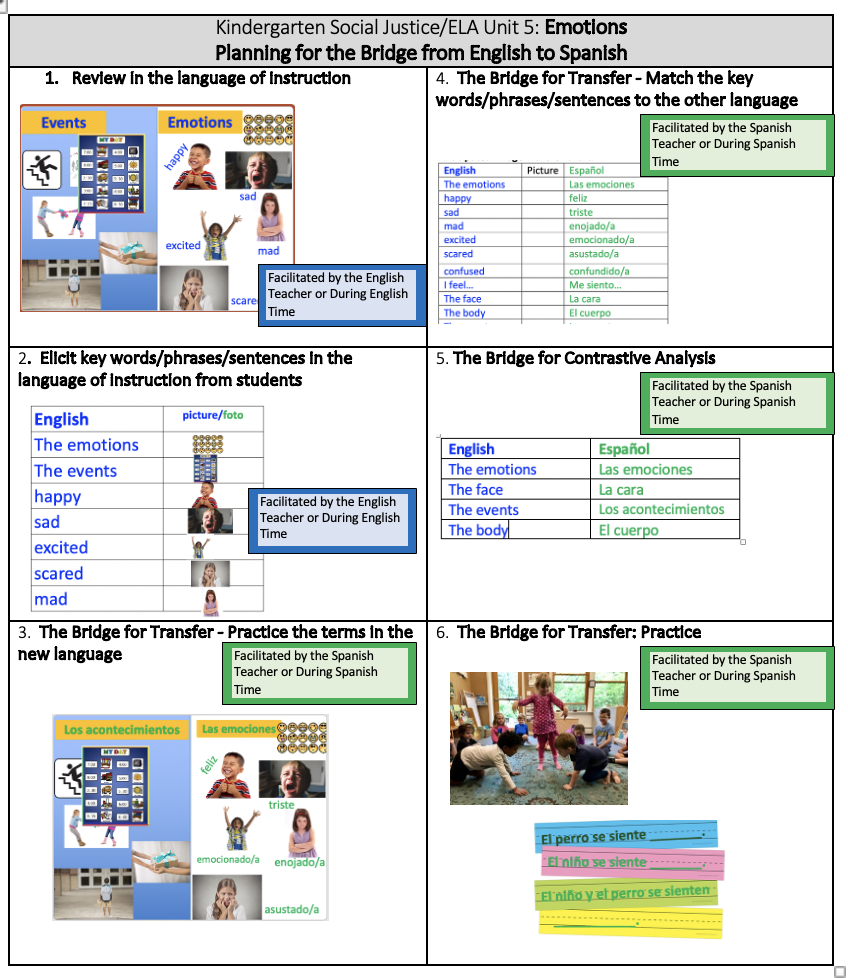 Kindergarten Social Justice/ELA Unit 5: Emotions
Planning for the Bridge from English to Spanish
1. Review in the language of instruction
Events
Emotions
MY DAY
happy
sad
excited
mad
Facilitated by the English
Teacher or During English
Time
2. Elicit key words/phrases/sentences in the
language of instruction from students
English picture/foto
The emotions
The events
happy
sad
excited
scared
mad
Facilitated by the English
Teacher or During English
Time
3. The Bridge for Transfer - Practice the terms in the
new language
Facilitated by the Spanish
Teacher or During Spanish
Time
Los acontecimientos
Las emociones
MY DAY
feliz
triste
emocionado/a
enojado/a
asustado/a
4. The Bridge for Transfer - Match the key
words/phrases/sentences to the other language
Facilitated by the Spanish
Teacher or During Spanish
Time
English Picture Español
The emotions Las emociones
happy feliz
sad triste
mad enojado/a
excited emocionado/a
scared asustado/a
confused confundido/a
I feel... Me siento...
The face La cara
The body El cuerpo
5. The Bridge for Contrastive Analysis
Facilitated by the Spanish
Teacher or During Spanish
Time
English Español
The emotions Las emociones
The face La cara
The events Los acontecimientos
The body El cuerpo
6. The Bridge for Transfer: Practice
Facilitated by the Spanish
Teacher or During Spanish
Time
El perro se siente ________.
El niño se siente ________.
El niño y el perro se sienten
____________.